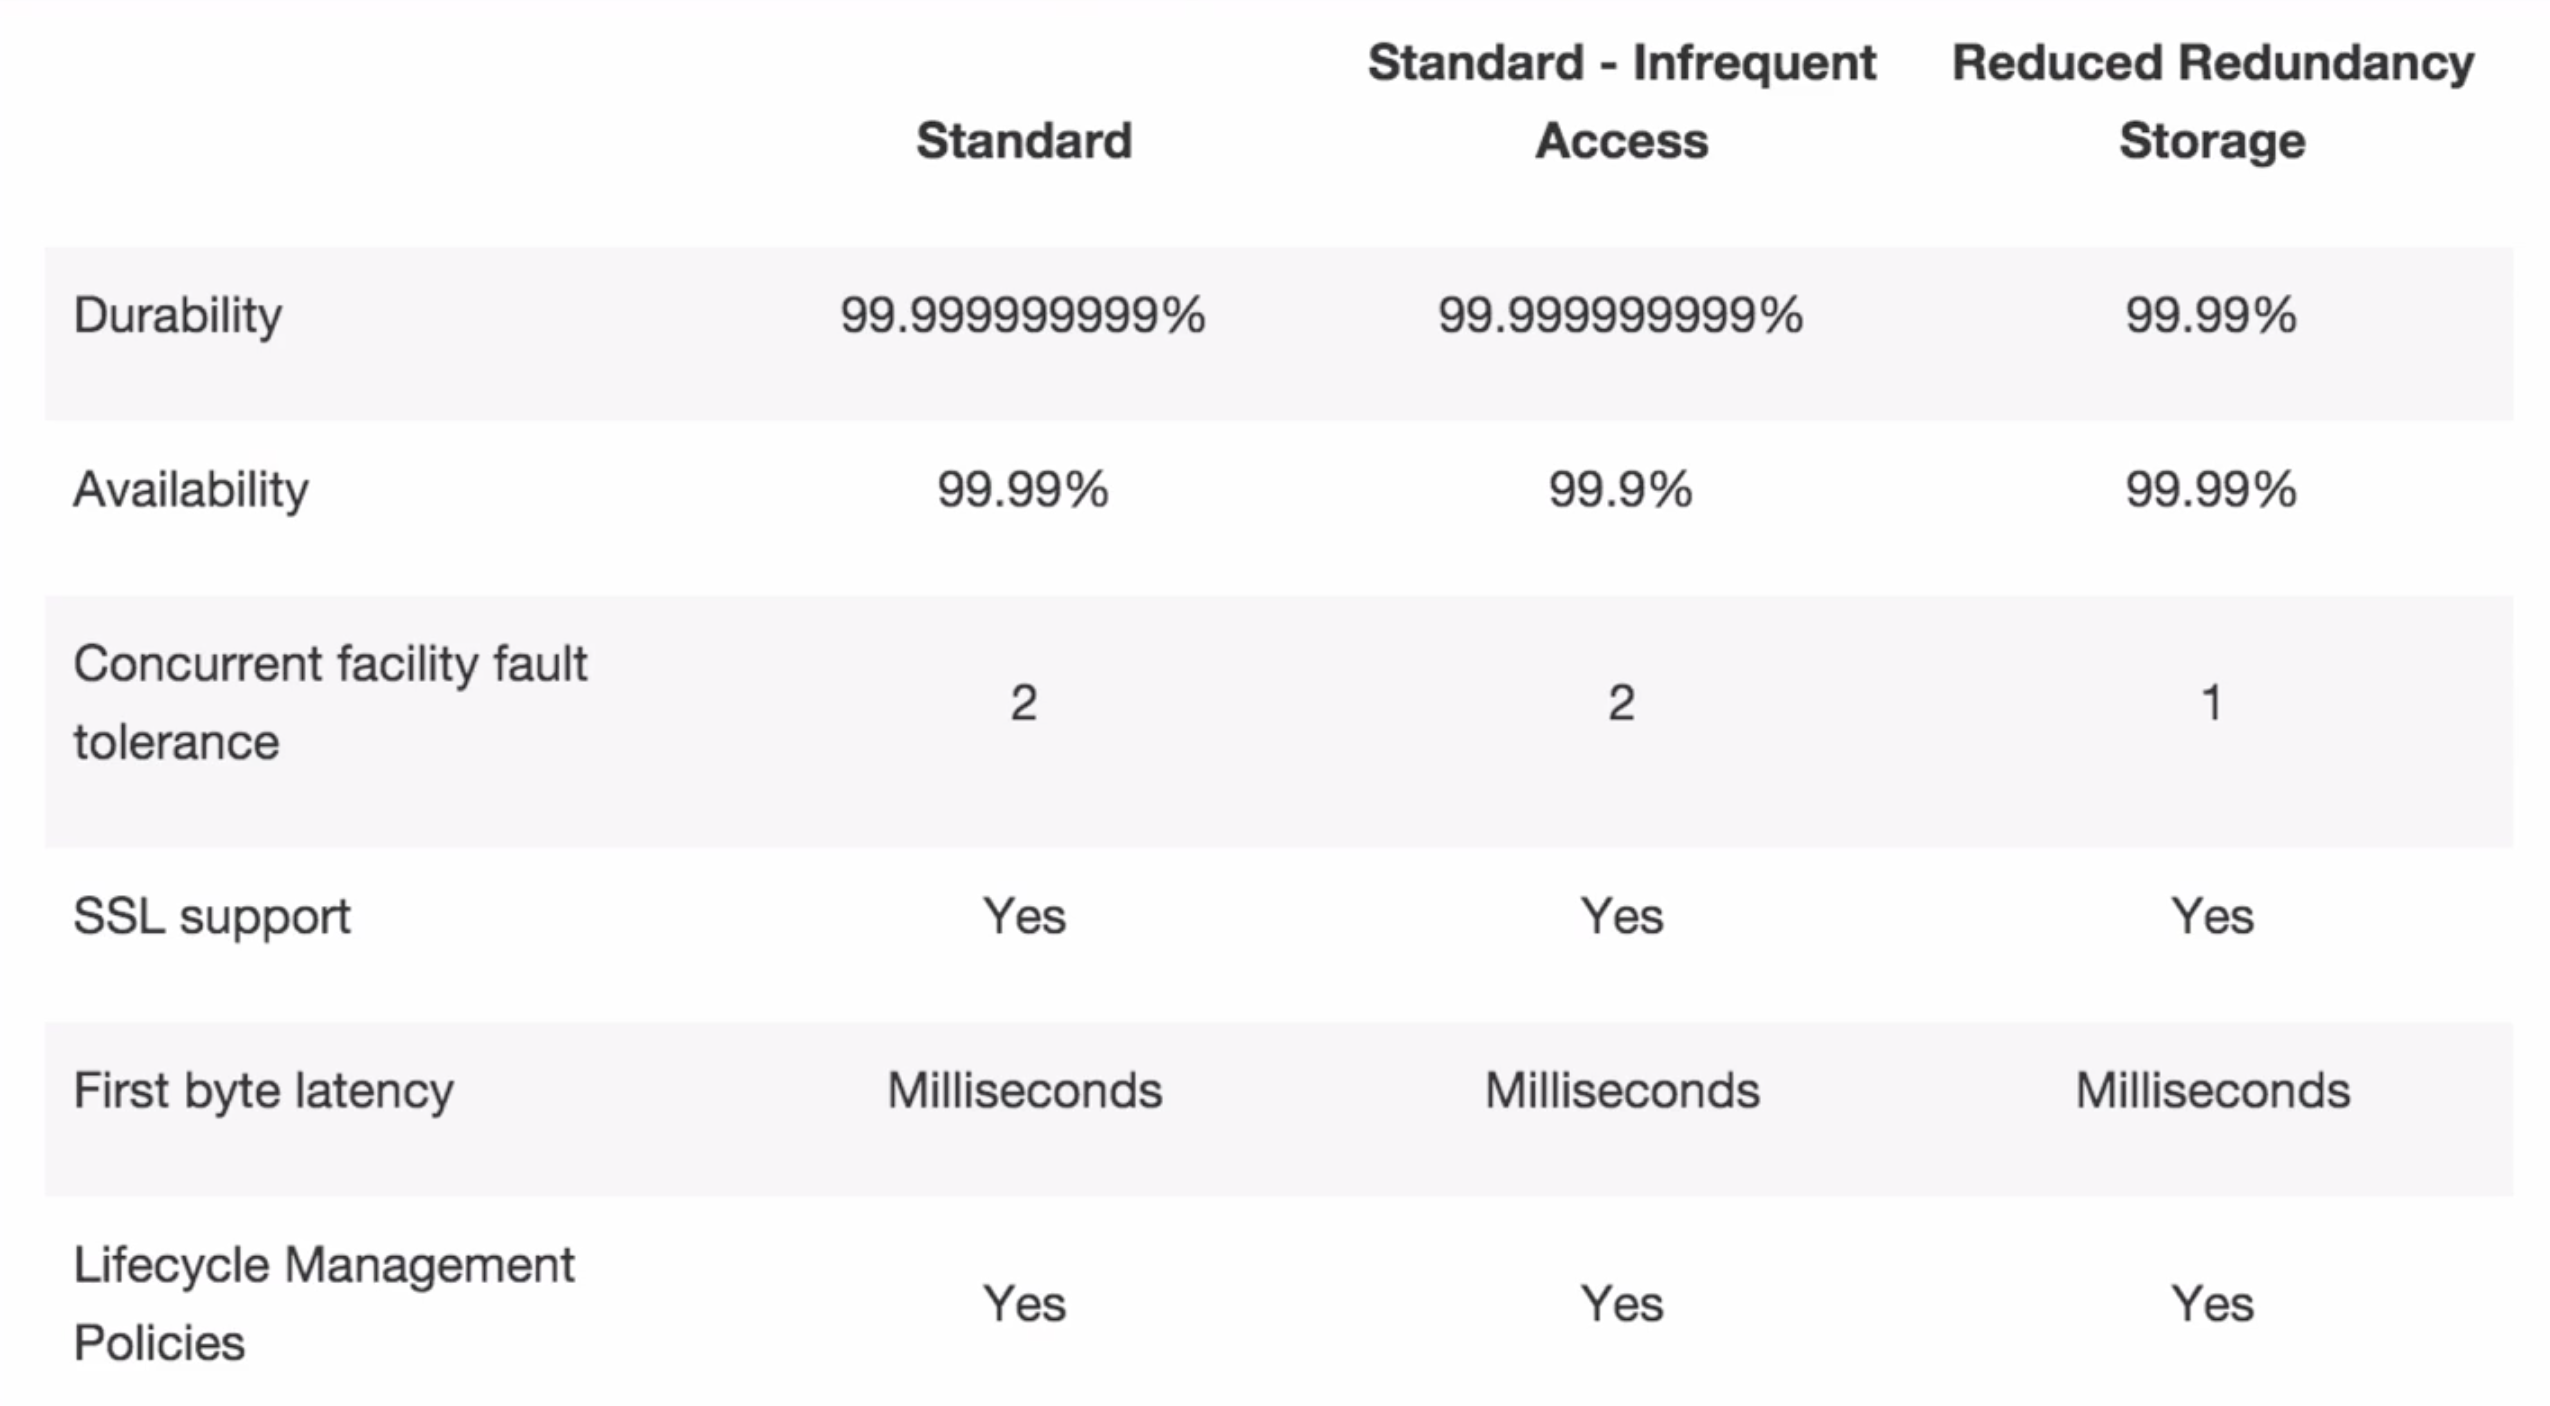 Standard - Infrequent Reduced Redundancy
Standard Access Storage
Durability 99.999999999% 99.999999999% 99.99%
Availability 99.99% 99.9% 99.99%
Concurrent facility fault
tolerance 2 2 1
SSL support Yes Yes Yes
First byte latency Milliseconds Milliseconds Milliseconds
Lifecycle Management
Policies Yes Yes Yes